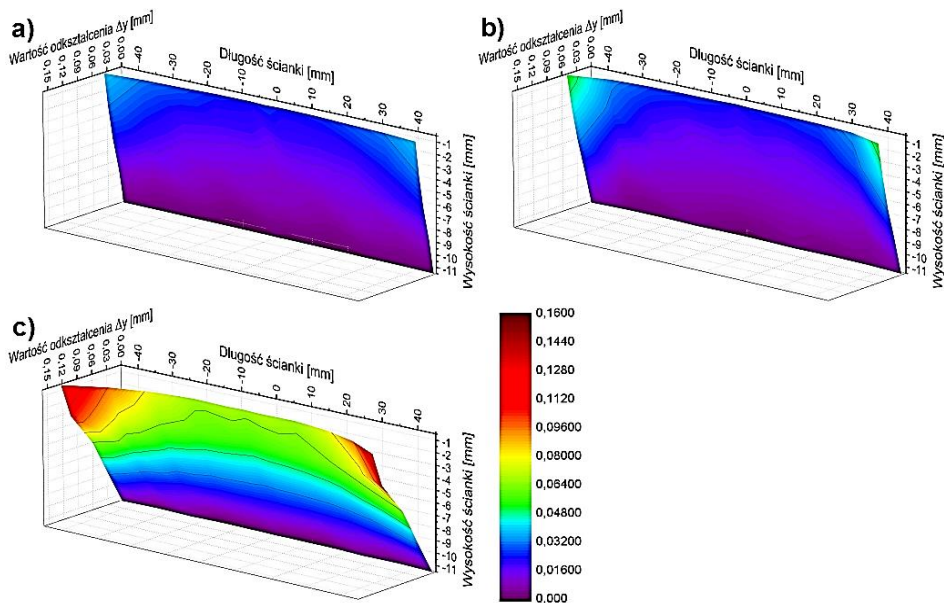 a)
Wartość odkształcenia Δy [mm]
0,15 0,12 0,09 0,06 0,03 0,00
Długość ścianki [mm]
-40 -30 -20 -10 0 10 20 30 40
Wysokość ścianki [mm]
-1 -2 -3 -4 -5 -6 -7 -8 -9 -10 -11
b)
Wartość odkształcenia Δy [mm]
0,15 0,12 0,09 0,06 0,03 0,00
Długość ścianki [mm]
-40 -30 -20 -10 0 10 20 30 40
Wysokość ścianki [mm]
-1 -2 -3 -4 -5 -6 -7 -8 -9 -10 -11
c)
Wartość odkształcenia Δy [mm]
0,15 0,12 0,09 0,06 0,03 0,00
Długość ścianki [mm]
-40 -30 -20 -10 0 10 20 30 40
Wysokość ścianki [mm]
-1 -2 -3 -4 -5 -6 -7 -8 -9 -10 -11
0,1600
0,1440
0,1280
0,1120
0,09600
0,08000
0,06400
0,04800
0,03200
0,01600
0,000